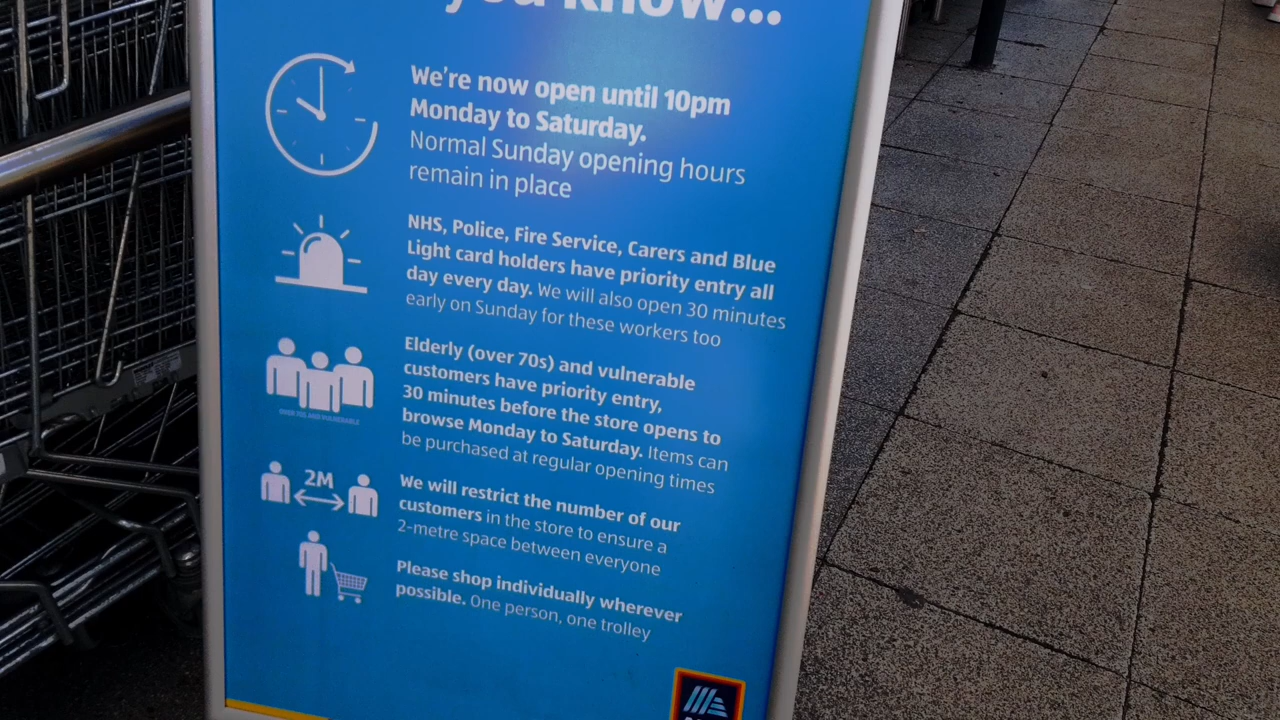 you know...
We're now open until 10pm
Monday to Saturday.
Normal Sunday opening hours
remain in place
NHS, Police, Fire Service, Carers and Blue
Light card holders have priority entry all
day every day. We will also open 30 minutes
early on Sunday for these workers too
Elderly (over 70s) and vulnerable
customers have priority entry,
30 minutes before the store opens to
browse Monday to Saturday. Items can
be purchased at regular opening times
OVER 70S AND VULNERABLE
2M
We will restrict the number of our
customers in the store to ensure a
2-metre space between everyone
Please shop individually wherever
possible. One person, one trolley